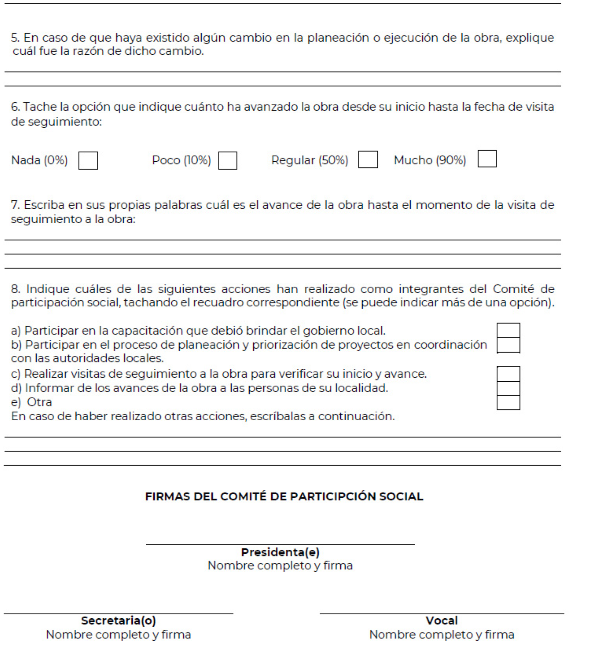 5. En caso de que haya existido algún cambio en la planeación o ejecución de la obra, explique
cuál fue la razón de dicho cambio.
6. Tache la opción que indique cuánto ha avanzado la obra desde su inicio hasta la fecha de visita
de seguimiento:
Nada (0%) Poco (10%) Regular (50%) Mucho (90%)
7. Escriba en sus propias palabras cuál es el avance de la obra hasta el momento de la visita de
seguimiento a la obra:
8. Indique cuáles de las siguientes acciones han realizado como integrantes del Comité de
participación social, tachando el recuadro correspondiente (se puede indicar más de una opción).
a) Participar en la capacitación que debió brindar el gobierno local.
b) Participar en el proceso de planeación y priorización de proyectos en coordinación
con las autoridades locales.
c) Realizar visitas de seguimiento a la obra para verificar su inicio y avance.
d) Informar de los avances de la obra a las personas de su localidad.
e) Otra
En caso de haber realizado otras acciones, escríbalas a continuación.
FIRMAS DEL COMITÉ DE PARTICIPCIÓN SOCIAL
Presidenta(e)
Nombre completo y firma
Secretaria(o) Vocal
Nombre completo y firma Nombre completo y firma